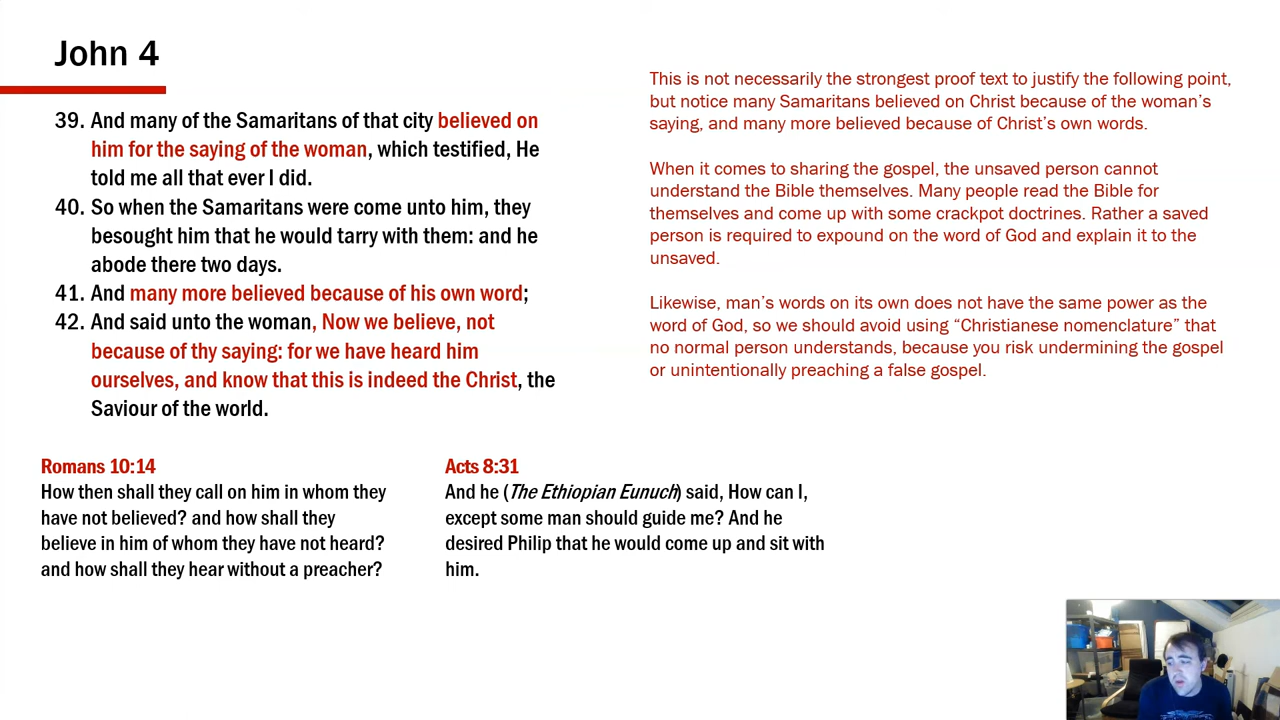 John 4
39. And many of the Samaritans of that city believed on
him for the saying of the woman, which testified, He
told me all that ever I did.
40. So when the Samaritans were come unto him, they
besought him that he would tarry with them: and he
abode there two days.
41. And many more believed because of his own word;
42. And said unto the woman, Now we believe, not
because of thy saying: for we have heard him
ourselves, and know that this is indeed the Christ, the
Saviour of the world.
This is not necessarily the strongest proof text to justify the following point,
but notice many Samaritans believed on Christ because of the woman's
saying, and many more believed because of Christ's own words.
When it comes to sharing the gospel, the unsaved person cannot
understand the Bible themselves. Many people read the Bible for
themselves and come up with some crackpot doctrines. Rather a saved
person is required to expound on the word of God and explain it to the
unsaved.
Likewise, man's words on its own does not have the same power as the
word of God, so we should avoid using “Christianese nomenclature” that
no normal person understands, because you risk undermining the gospel
or unintentionally preaching a false gospel.
Romans 10:14
How then shall they call on him in whom they
have not believed? and how shall they
believe in him of whom they have not heard?
and how shall they hear without a preacher?
Acts 8:31
And he (The Ethiopian Eunuch) said, How can I,
except some man should guide me? And he
desired Philip that he would come up and sit with
him.